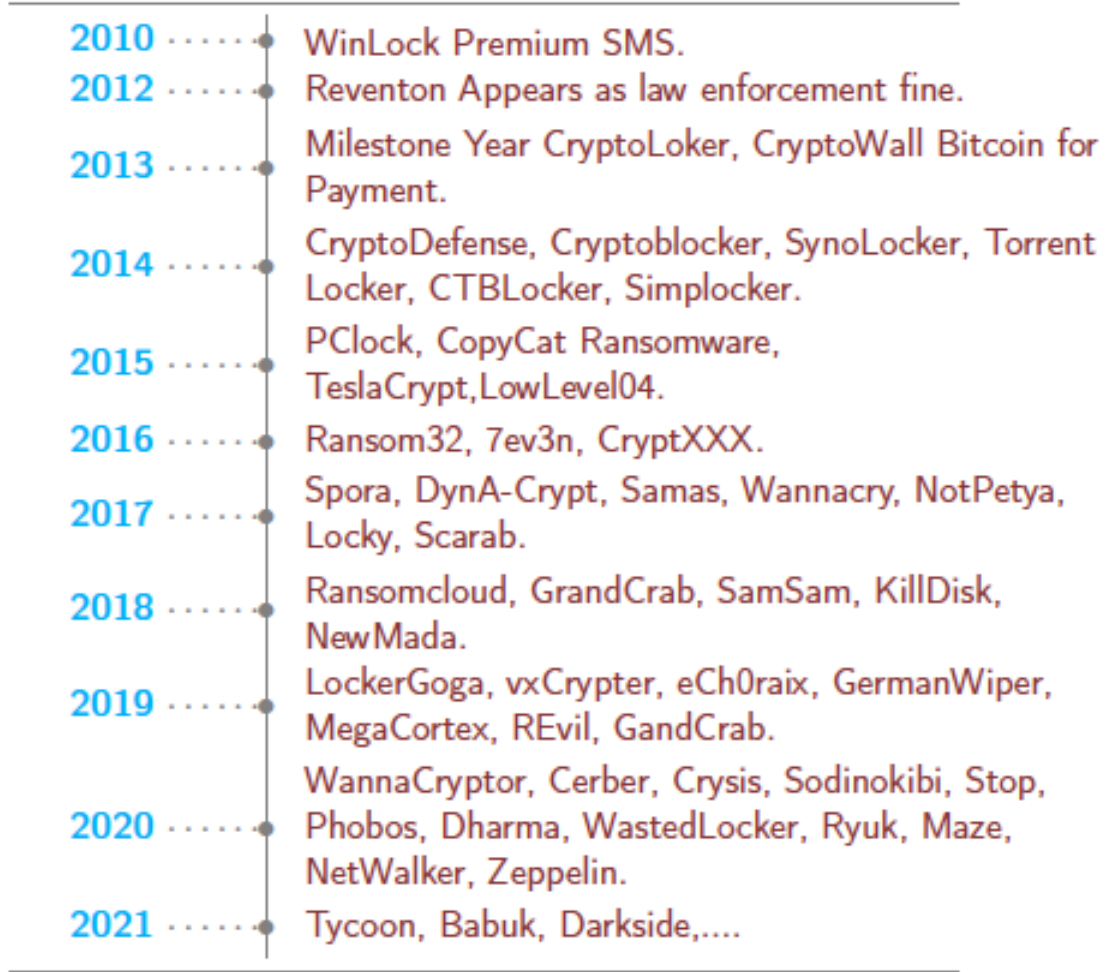 2010 ······ WinLock Premium SMS.
2012 ······ Reventon Appears as law enforcement fine.
2013 ······ Milestone Year CryptoLoker, CryptoWall Bitcoin for
Payment.
2014 ······ CryptoDefense, Cryptoblocker, SynoLocker, Torrent
Locker, CTBLocker, Simplocker.
2015 ······ PClock, CopyCat Ransomware,
TeslaCrypt,LowLevel04.
2016 ······ Ransom32, 7ev3n, CryptXXX.
2017 ······ Spora, DynA-Crypt, Samas, Wannacry, NotPetya,
Locky, Scarab.
2018 ······ Ransomcloud, GrandCrab, SamSam, KillDisk,
NewMada.
2019 ······ LockerGoga, vxCrypter, eCh0raix, GermanWiper,
MegaCortex, REvil, GandCrab.
WannaCryptor, Cerber, Crysis, Sodinokibi, Stop,
2020 ······ Phobos, Dharma, WastedLocker, Ryuk, Maze,
NetWalker, Zeppelin.
2021 ······ Tycoon, Babuk, Darkside,....